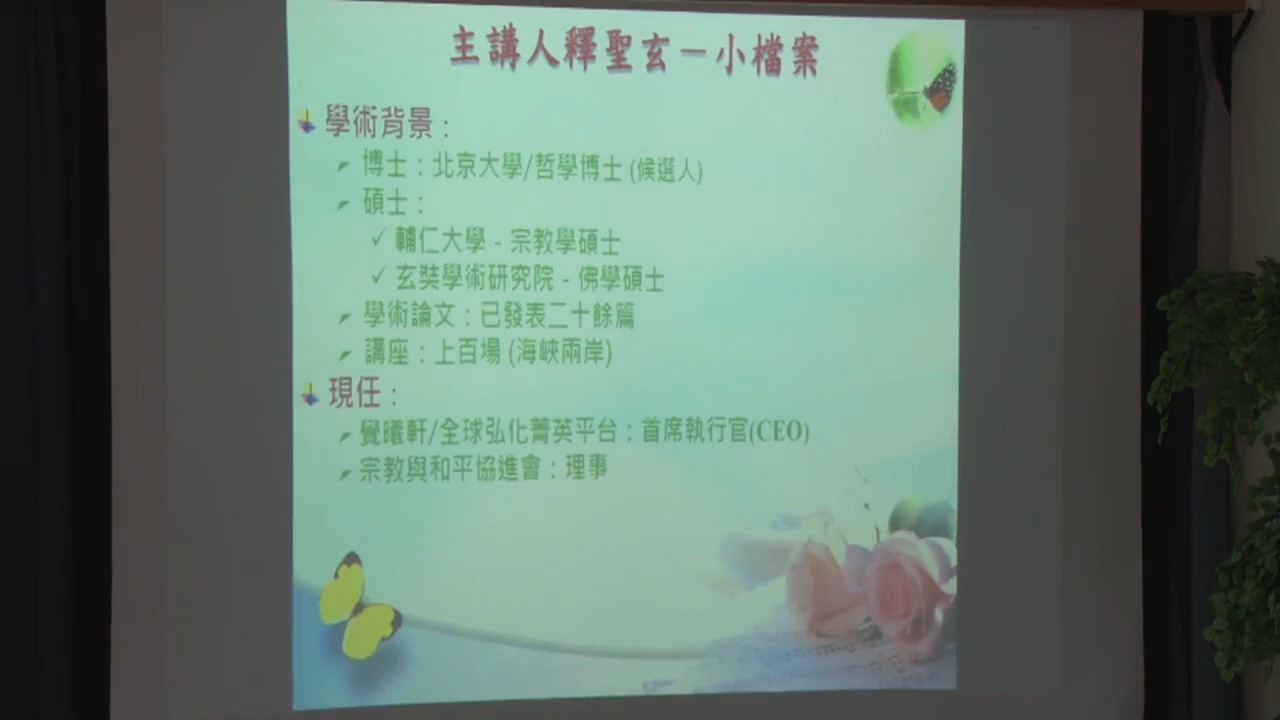 主講人釋聖玄－小檔案
學術背景：
博士：北京大學/哲學博士 (候選人)
碩士：
輔仁大學 - 宗教學碩士
玄奘學術研究院 - 佛學碩士
學術論文：已發表二十餘篇
講座：上百場 (海峽兩岸)
現任：
覺曦軒/全球弘化菁英平台：首席執行官(CEO)
宗教與和平協進會：理事